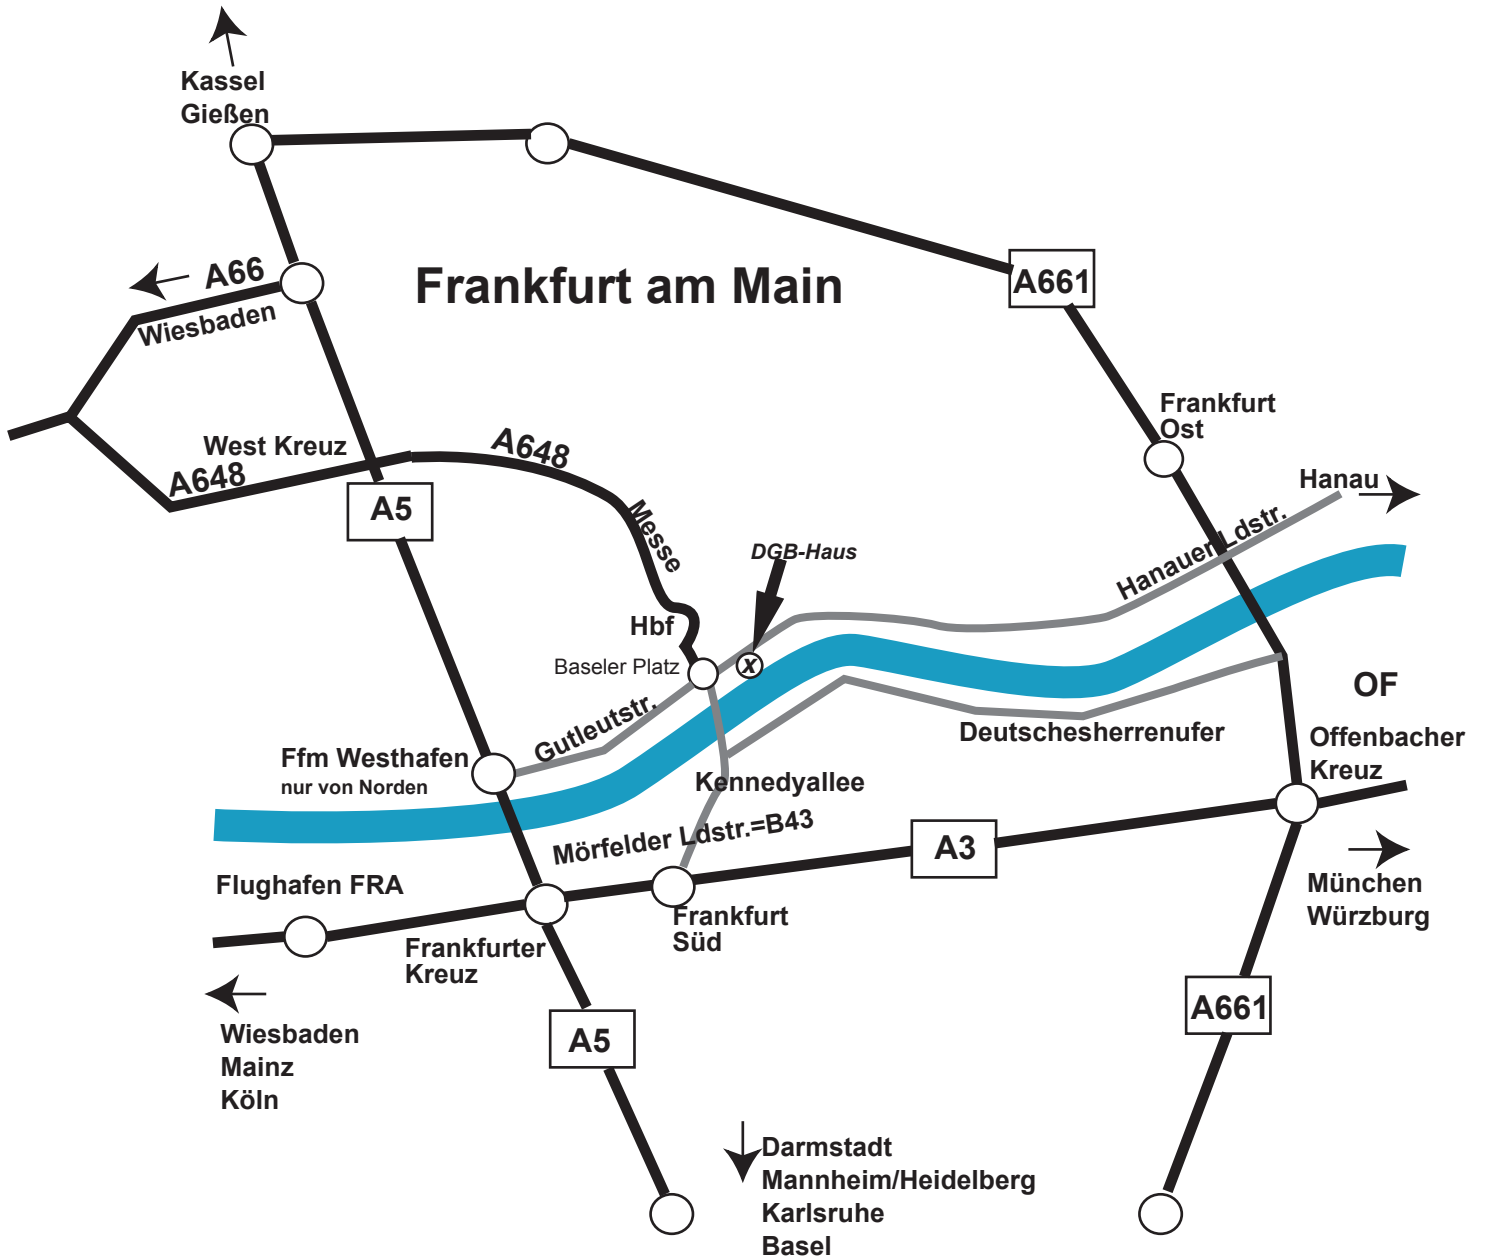 Kassel
Gießen
A66
Wiesbaden
Frankfurt am Main
A661
Frankfurt
Ost
West Kreuz
A648
A648
A5
Messe
Hanau
Hanauer Ldstr.
DGB-Haus
x
Hbf
Baseler Platz
Gutleutstr.
OF
Deutschesherrenufer
Offenbacher
Kreuz
Ffm Westhafen
nur von Norden
Kennedyallee
Mörfelder Ldstr.=B43
A3
Flughafen FRA
München
Würzburg
Frankfurt
Süd
Frankfurter
Kreuz
A661
Wiesbaden
Mainz
Köln
A5
Darmstadt
Mannheim/Heidelberg
Karlsruhe
Basel